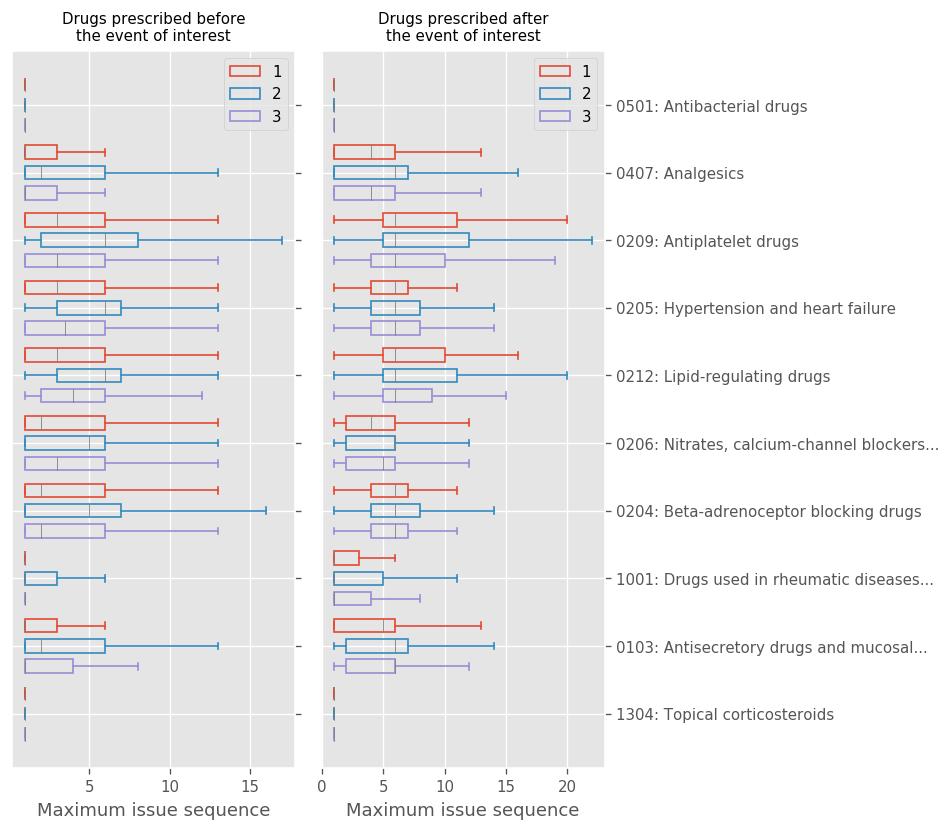 Drugs prescribed before
the event of interest
Drugs prescribed after
the event of interest
1
2
3
1
2
3
0501: Antibacterial drugs
0407: Analgesics
0209: Antiplatelet drugs
0205: Hypertension and heart failure
0212: Lipid-regulating drugs
0206: Nitrates, calcium-channel blockers...
0204: Beta-adrenoceptor blocking drugs
1001: Drugs used in rheumatic diseases...
0103: Antisecretory drugs and mucosal...
1304: Topical corticosteroids
5 10 15
0 5 10 15 20
Maximum issue sequence
Maximum issue sequence